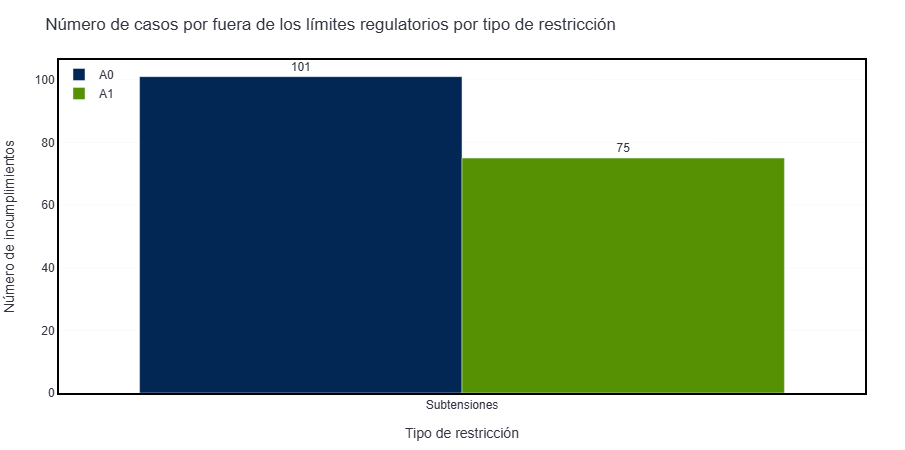 Número de casos por fuera de los límites regulatorios por tipo de restricción
101
A0
A1
75
100
80
60
40
20
0
Número de incumplimientos
Subtensiones
Tipo de restricción